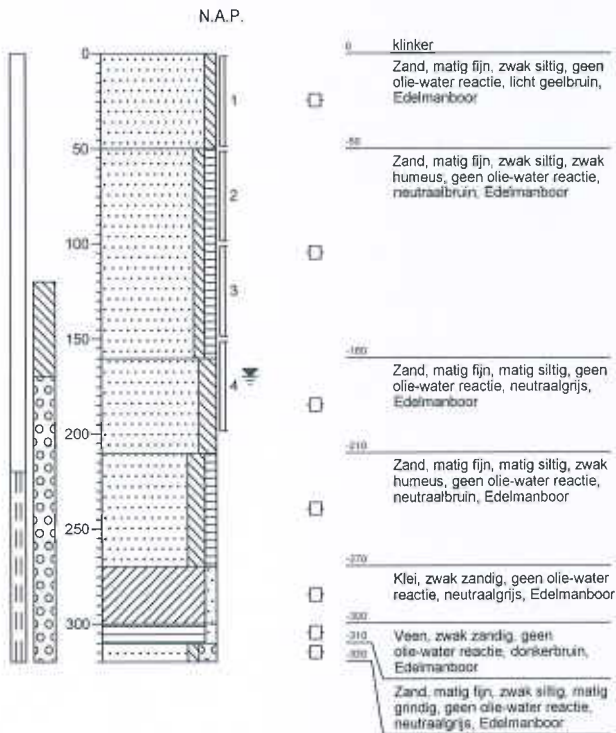 N.A.P.
0
50
100
150
200
250
300
1
2
3
4
0 klinker
Zand, matig fijn, zwak siltig, geen
olie-water reactie, licht geelbruin,
Edelmanboor
-50
Zand, matig fijn, zwak siltig, zwak
humeus, geen olie-water reactie,
neutraalbruin, Edelmanboor
-160
Zand, matig fijn, matig siltig, geen
olie-water reactie, neutraalgrijs,
Edelmanboor
-210
Zand, matig fijn, matig siltig, zwak
humeus, geen olie-water reactie,
neutraalbruin, Edelmanboor
-270
Klei, zwak zandig, geen olie-water
reactie, neutraalgrijs, Edelmanboor
-300
-310
Veen, zwak zandig, geen
olie-water reactie, donkerbruin,
Edelmanboor
-320
Zand, matig fijn, zwak siltig, matig
grindig, geen olie-water reactie,
neutraalgrijs, Edelmanboor